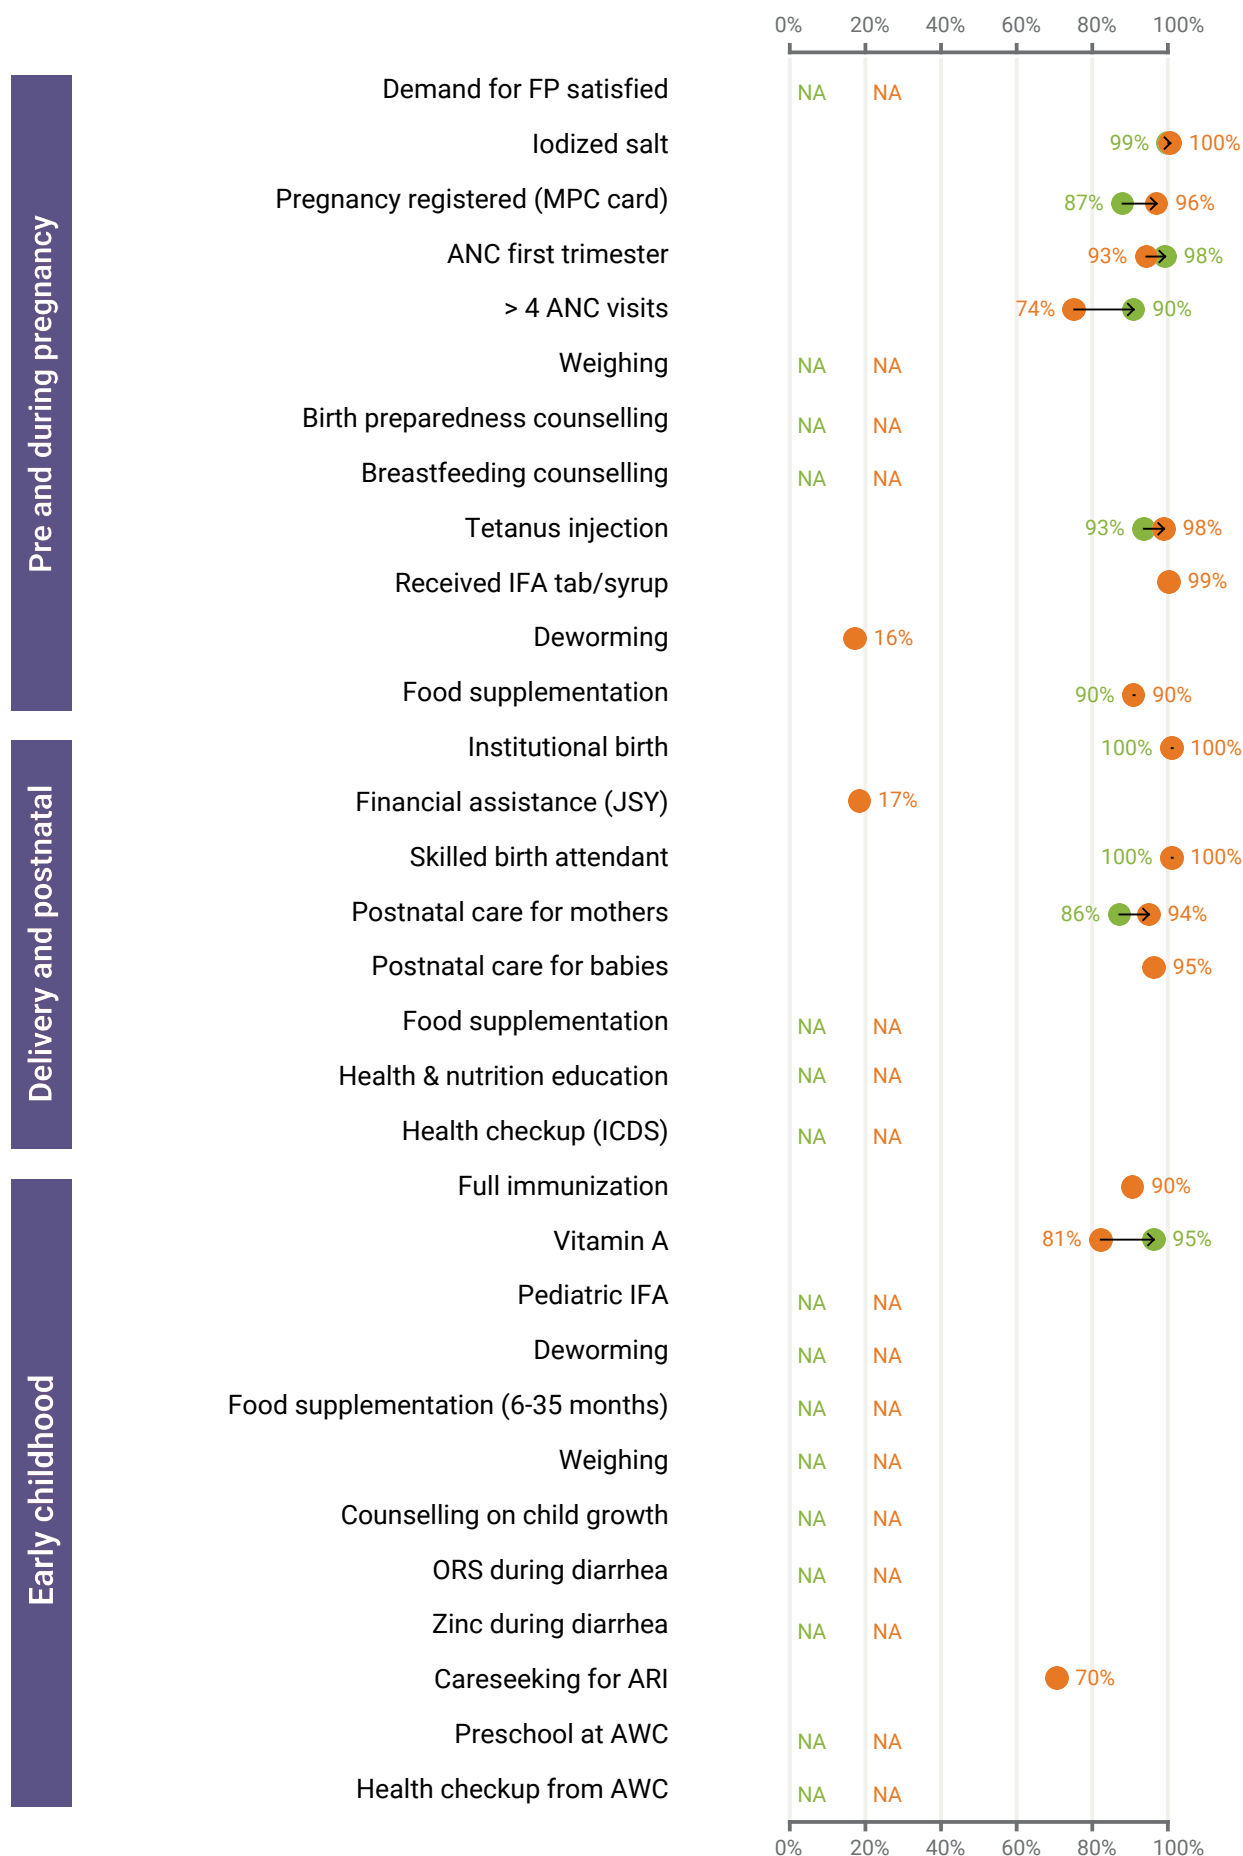 0% 20% 40% 60% 80% 100%
Pre and during pregnancy
Demand for FP satisfied NA NA
Iodized salt 99% 100%
Pregnancy registered (MPC card) 87% 96%
ANC first trimester 93% 98%
> 4 ANC visits 74% 90%
Weighing NA NA
Birth preparedness counselling NA NA
Breastfeeding counselling NA NA
Tetanus injection 93% 98%
Received IFA tab/syrup 99%
Deworming 16%
Food supplementation 90% 90%
Delivery and postnatal
Institutional birth 100% 100%
Financial assistance (JSY) 17%
Skilled birth attendant 100% 100%
Postnatal care for mothers 86% 94%
Postnatal care for babies 95%
Food supplementation NA NA
Health & nutrition education NA NA
Health checkup (ICDS) NA NA
Early childhood
Full immunization 90%
Vitamin A 81% 95%
Pediatric IFA NA NA
Deworming NA NA
Food supplementation (6-35 months) NA NA
Weighing NA NA
Counselling on child growth NA NA
ORS during diarrhea NA NA
Zinc during diarrhea NA NA
Careseeking for ARI 70%
Preschool at AWC NA NA
Health checkup from AWC NA NA
0% 20% 40% 60% 80% 100%